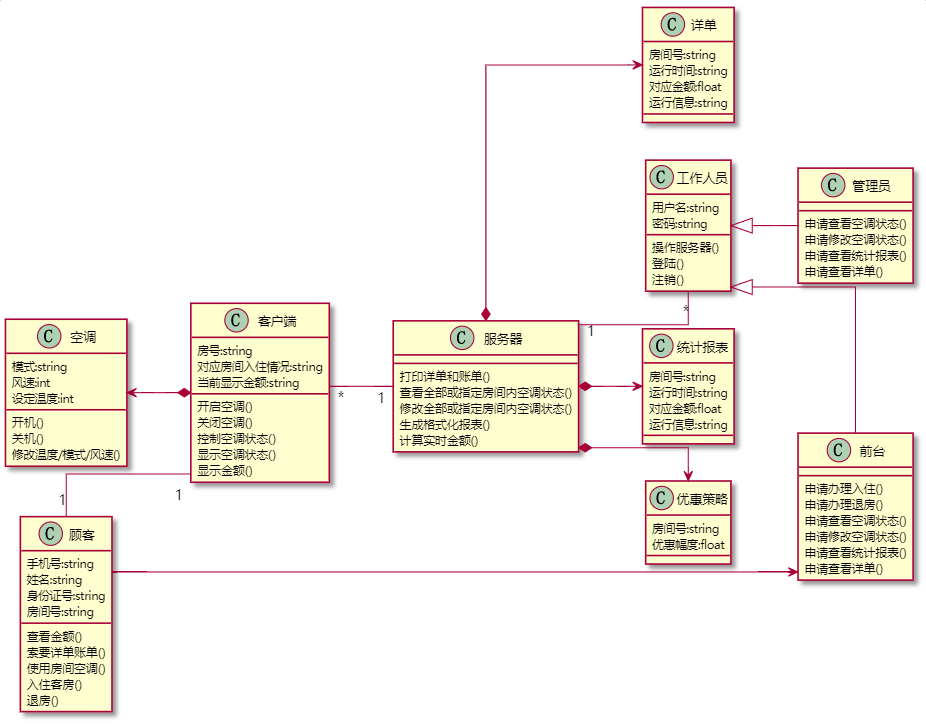 C 详单
房间号:string
运行时间:string
对应金额:float
运行信息:string
C 工作人员
用户名:string
密码:string
操作服务器()
登陆()
注销()
C 管理员
申请查看空调状态()
申请修改空调状态()
申请查看统计报表()
申请查看详单()
C 空调
模式:string
风速:int
设定温度:int
开机()
关机()
修改温度/模式/风速()
C 客户端
房号:string
对应房间入住情况:string
当前显示金额:string
开启空调()
关闭空调()
控制空调状态()
显示空调状态()
显示金额()
*
1
C 服务器
打印详单和账单()
查看全部或指定房间内空调状态()
修改全部或指定房间内空调状态()
生成格式化报表()
计算实时金额()
1
*
C 统计报表
房间号:string
运行时间:string
对应金额:float
运行信息:string
C 优惠策略
房间号:string
优惠幅度:float
C 前台
申请办理入住()
申请办理退房()
申请查看空调状态()
申请修改空调状态()
申请查看统计报表()
申请查看详单()
1
1
C 顾客
手机号:string
姓名:string
身份证号:string
房间号:string
查看金额()
索要详单账单()
使用房间空调()
入住客房()
退房()